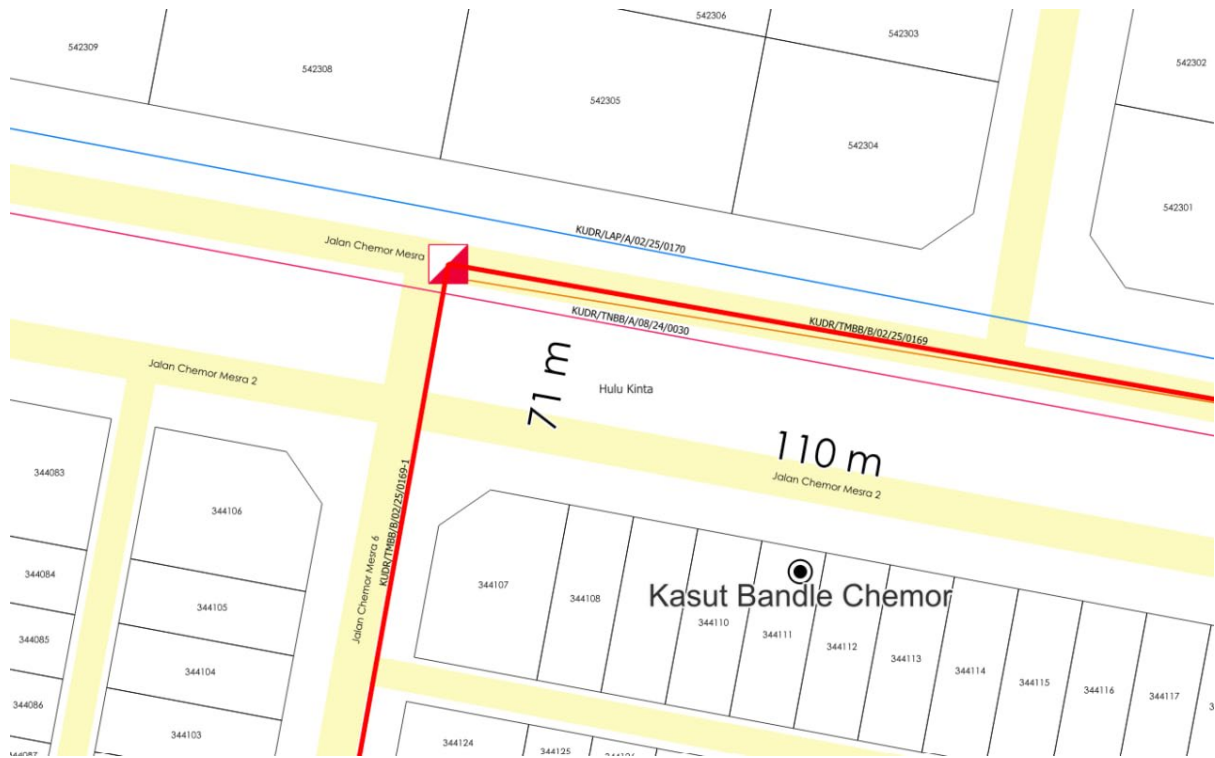 542306
542303
542309
542302
542308
542305
542304
542301
KUDR/LAP/A/02/25/0170
Jalan Chemor Mesra
KUDR/TNBB/A/08/24/0030
KUDR/TMBB/B/02/25/0169
71 m
Jalan Chemor Mesra 2
Hulu Kinta
110 m
Jalan Chemor Mesra 2
344083
344106
KUDR/TMBB/B/02/25/0169-1
Jalan Chemor Mesra 6
344084
344105
344107
344108
Kasut Bandle Chemor
344110
344111
344112
344113
344114
344115
344116
344117
344085
344104
344086
344103
344124
344125